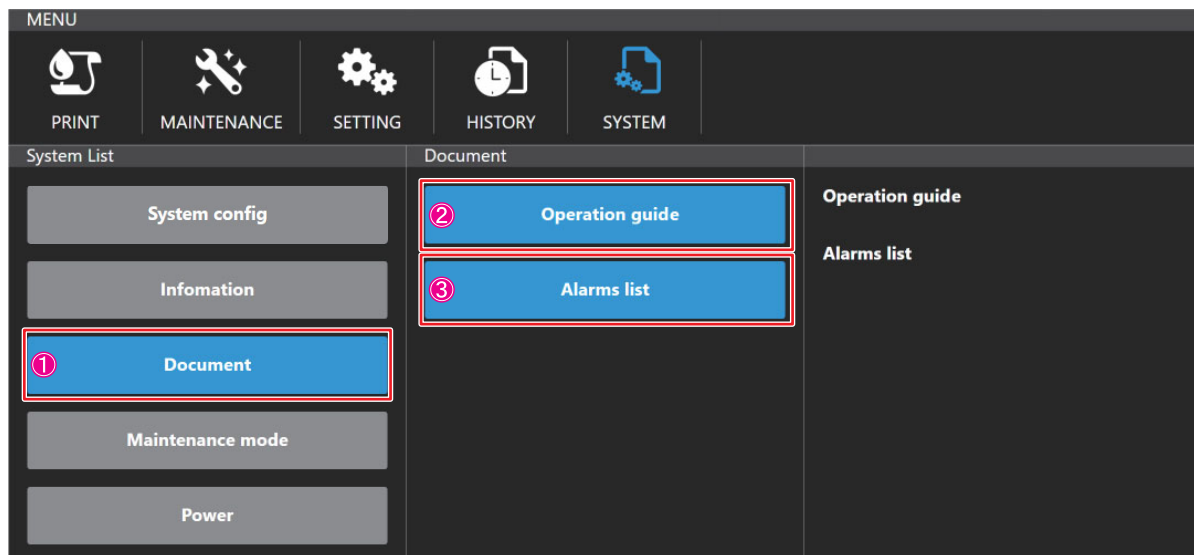 MENU
PRINT MAINTENANCE SETTING HISTORY SYSTEM
System List
Document
System config
Infomation
① Document
Maintenance mode
Power
② Operation guide
③ Alarms list
Operation guide
Alarms list